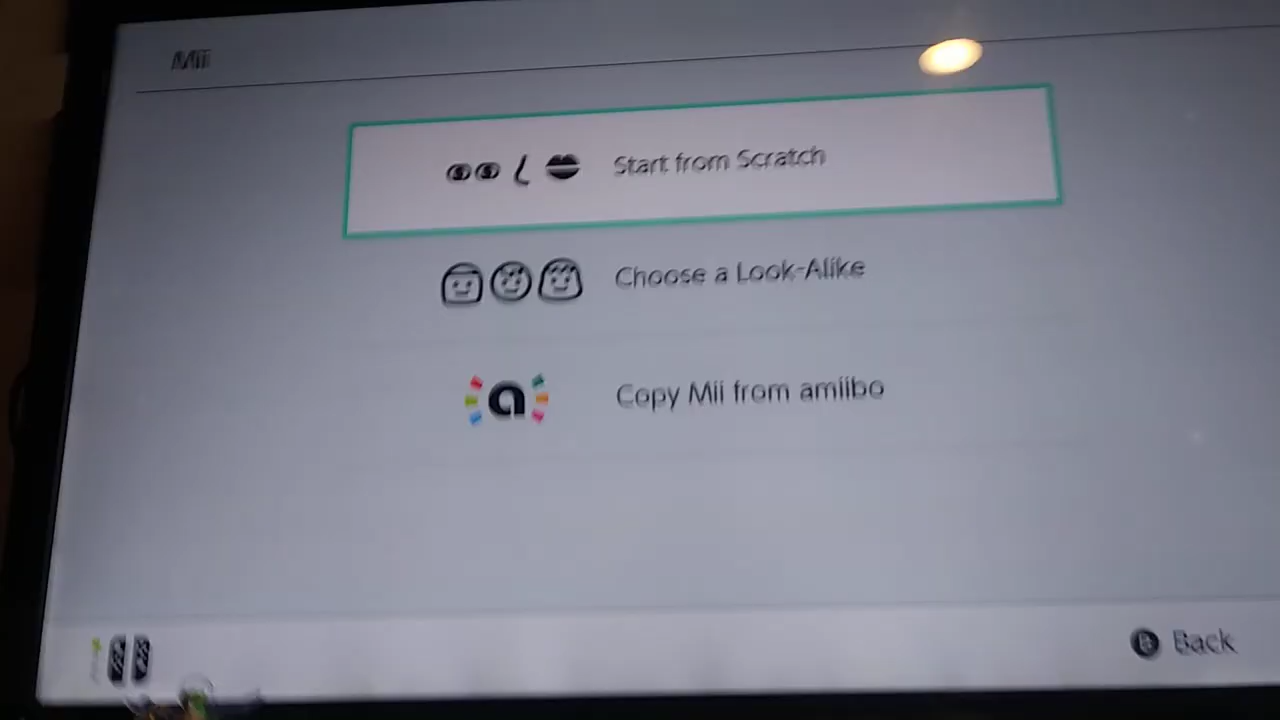 Mii
Start from Scratch
Choose a Look-Alike
Copy Mii from amiibo
B Back